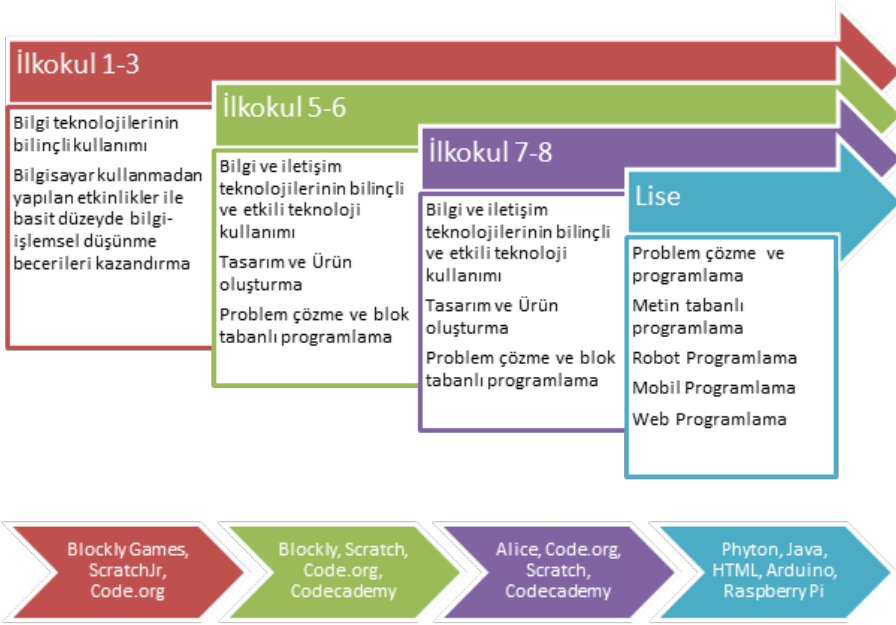 İlkokul 1-3
Bilgi teknolojilerinin
bilinçli kullanımı
Bilgisayar kullanmadan
yapılan etkinlikler ile
basit düzeyde bilgi-
işlemsel düşünme
becerileri kazandırma
İlkokul 5-6
Bilgi ve iletişim
teknolojilerinin bilinçli
ve etkili teknoloji
kullanımı
Tasarım ve Ürün
oluşturma
Problem çözme ve blok
tabanlı programlama
İlkokul 7-8
Bilgi ve iletişim
teknolojilerinin bilinçli
ve etkili teknoloji
kullanımı
Tasarım ve Ürün
oluşturma
Problem çözme ve blok
tabanlı programlama
Lise
Problem çözme ve
programlama
Metin tabanlı
programlama
Robot Programlama
Mobil Programlama
Web Programlama
Blockly Games,
ScratchJr,
Code.org
Blockly, Scratch,
Code.org,
Codecademy
Alice, Code.org,
Scratch,
Codecademy
Phyton, Java,
HTML, Arduino,
Raspberry Pi